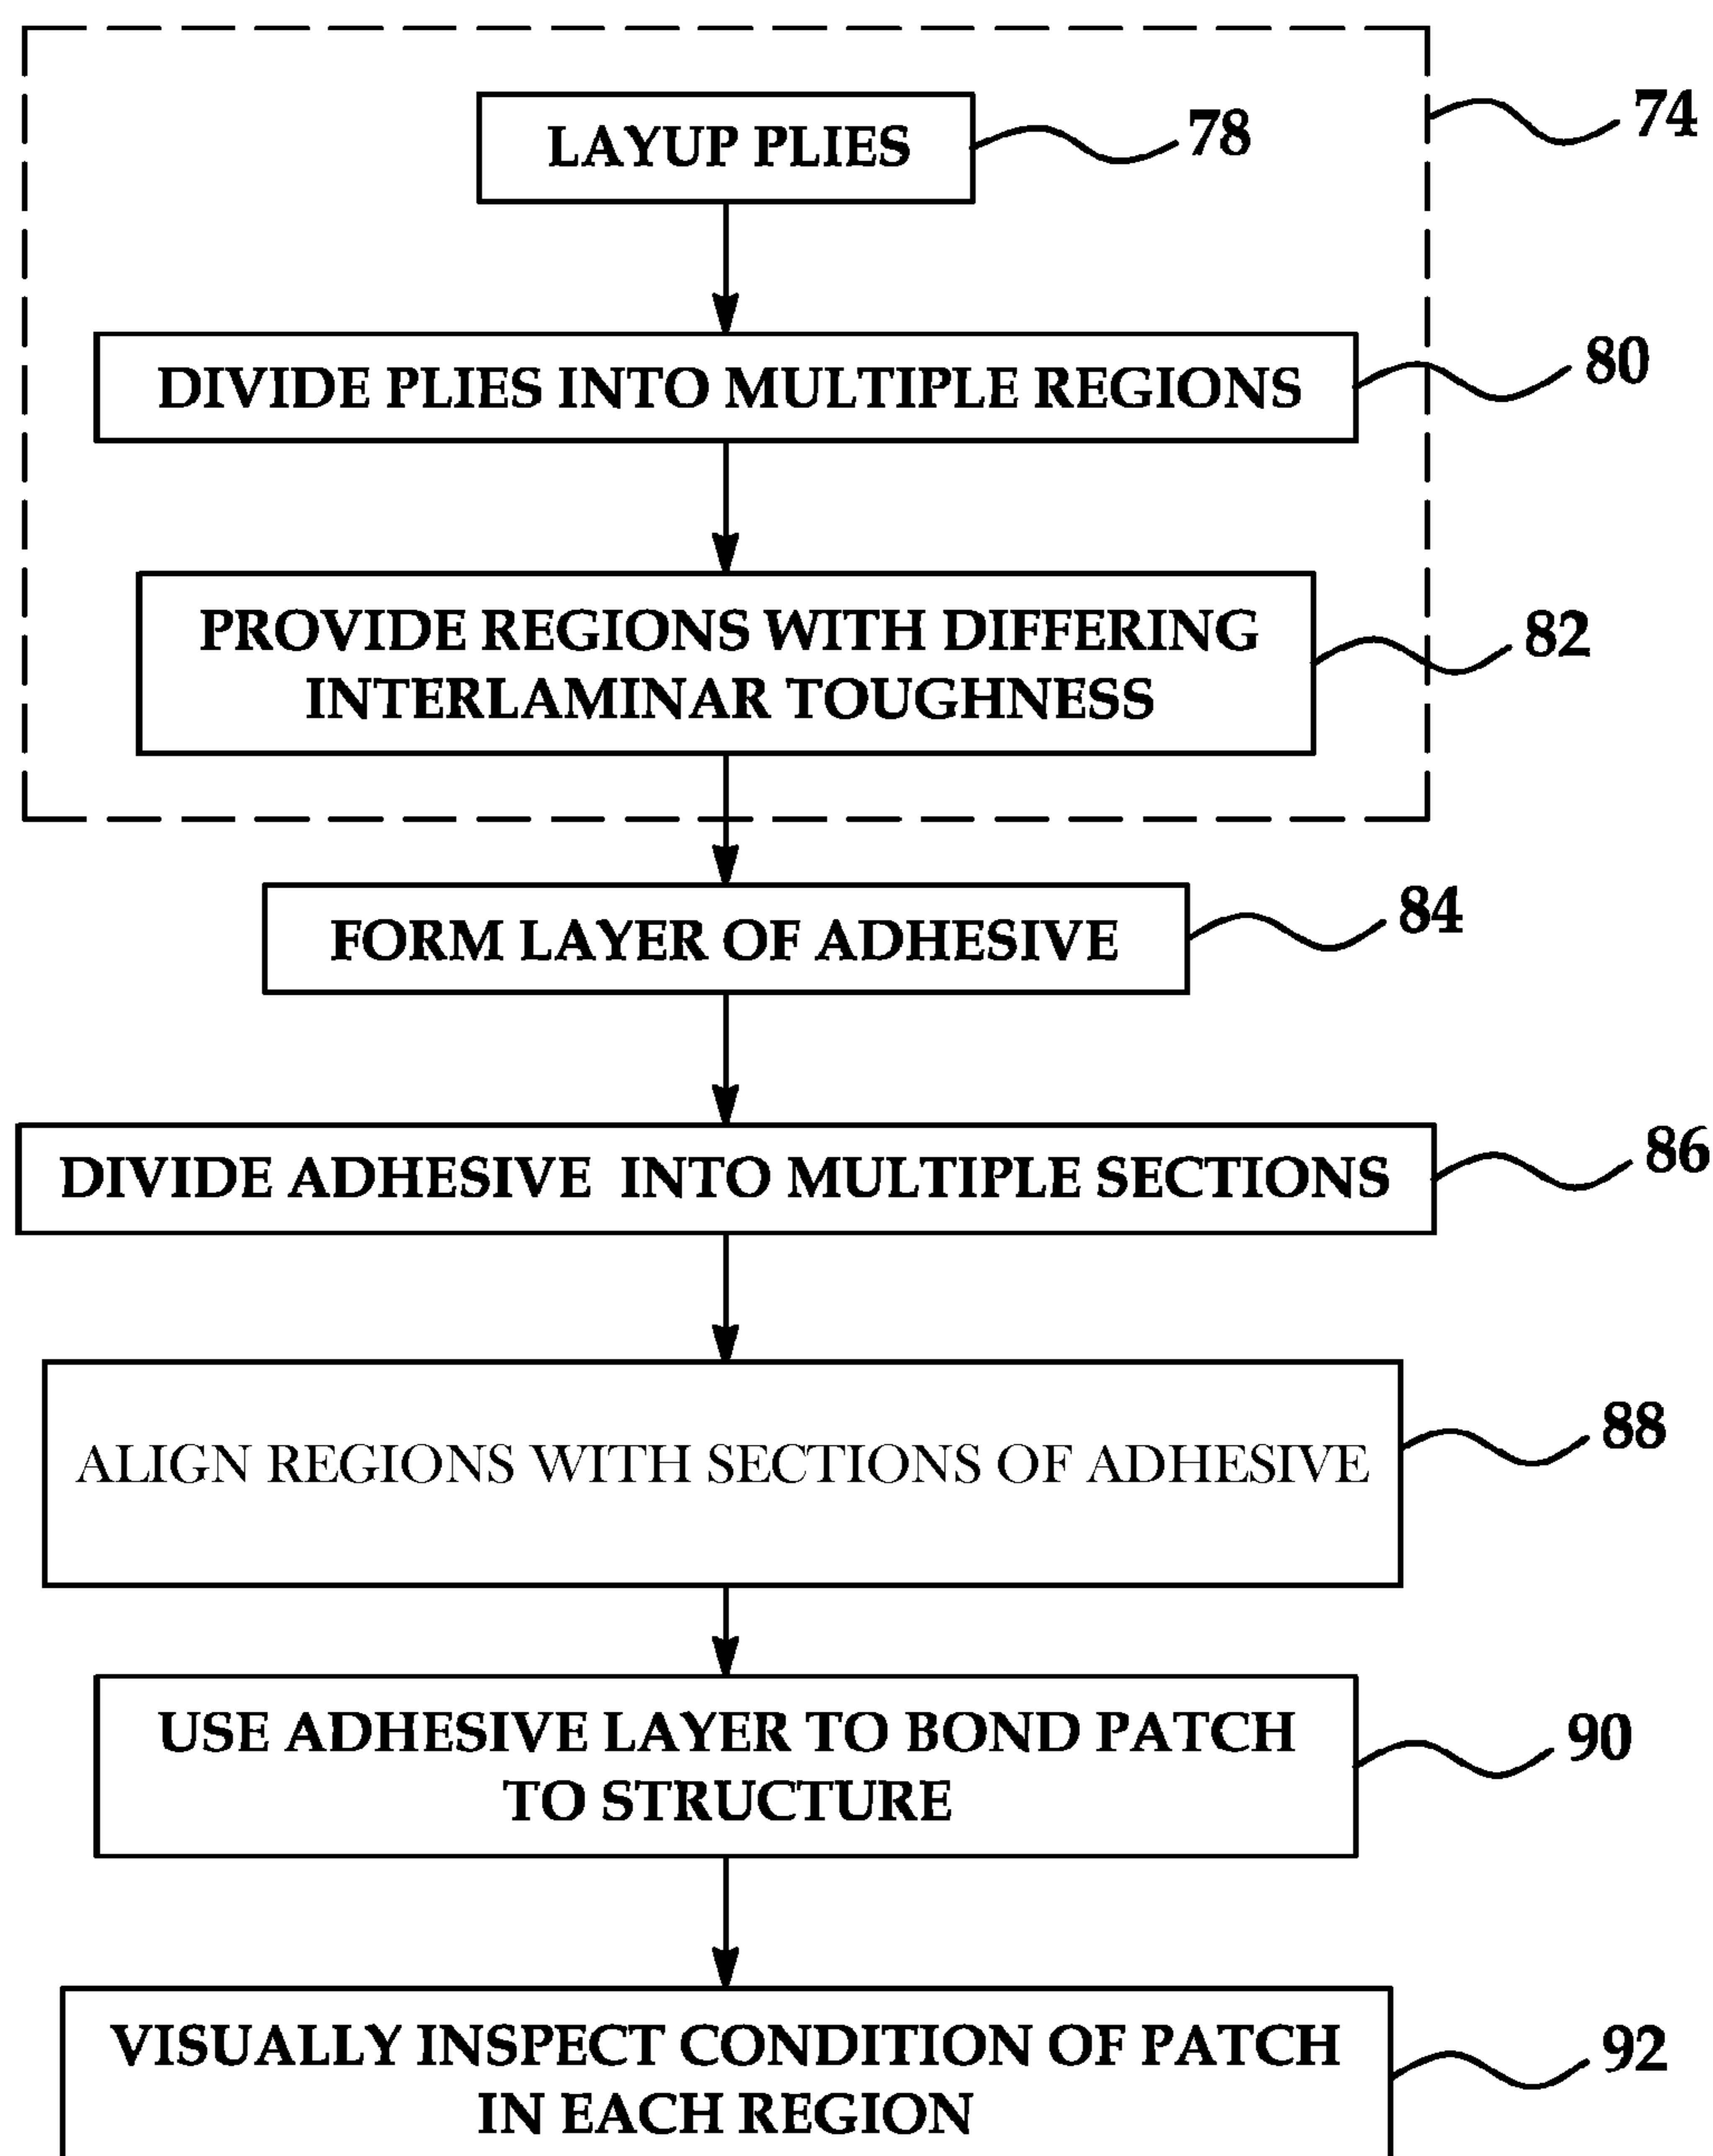 74
LAYUP PLIES
78
DIVIDE PLIES INTO MULTIPLE REGIONS
80
PROVIDE REGIONS WITH DIFFERING
INTERLAMINAR TOUGHNESS
82
FORM LAYER OF ADHESIVE
84
DIVIDE ADHESIVE INTO MULTIPLE SECTIONS
86
ALIGN REGIONS WITH SECTIONS OF ADHESIVE
88
USE ADHESIVE LAYER TO BOND PATCH
TO STRUCTURE
90
VISUALLY INSPECT CONDITION OF PATCH
IN EACH REGION
92